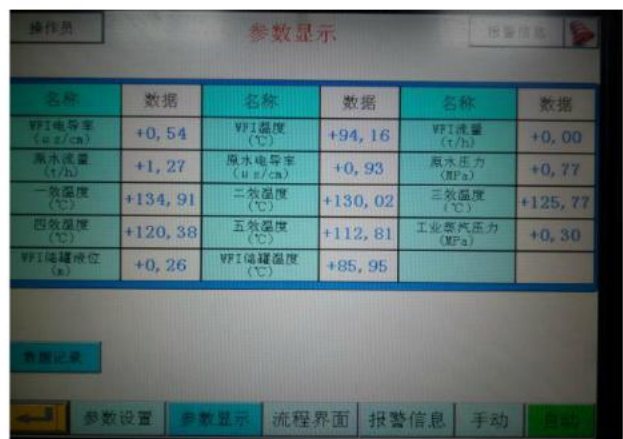 操作员
参数显示
报警信息
名称 数据 名称 数据 名称 数据
WFI电导率 +0,54 WFI温度 +94,16 WFI流量 +0,00
(us/cm) (℃) (t/h)
原水流量 +1,27 原水电导率 +0,93 原水压力 +0,77
(t/h) (us/cm) (MPa)
一效温度 +134,91 二效温度 +130,02 三效温度 +125,77
(℃) (℃) (℃)
四效温度 +120,38 五效温度 +112,81 工业蒸汽压力 +0,30
(℃) (℃) (MPa)
WFI储罐液位 +0,26 WFI储罐温度 +85,95
(m) (℃)
数据记录
参数设置 参数显示 流程界面 报警信息 手动 自动